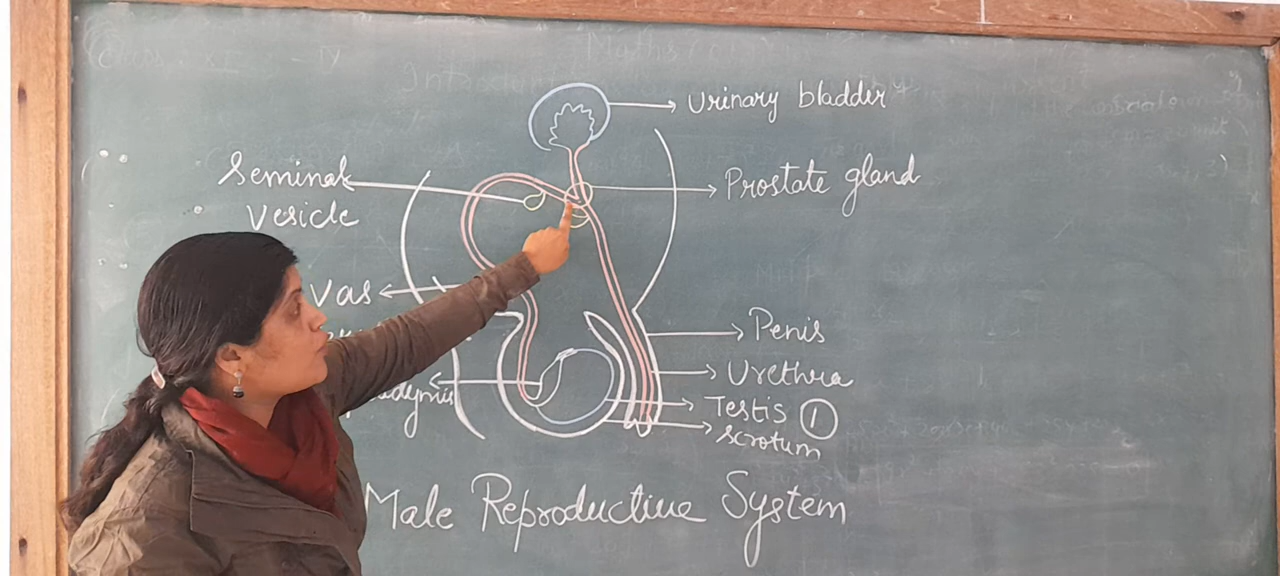 Urinary bladder
Seminal
vesicle
Prostate gland
Vas
Penis
Urethra
Testis ①
Scrotum
Male Reproductive System